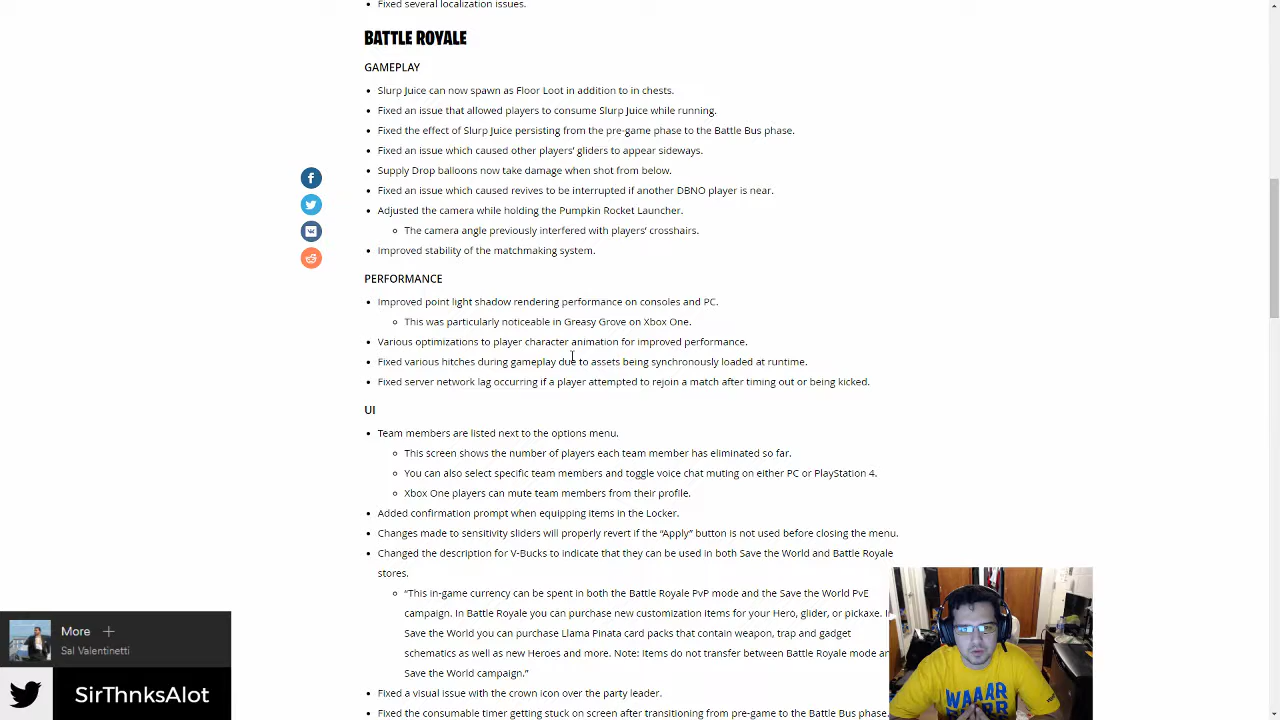 Fixed several localization issues.
BATTLE ROYALE
GAMEPLAY
Slurp Juice can now spawn as Floor Loot in addition to in chests.
Fixed an issue that allowed players to consume Slurp Juice while running.
Fixed the effect of Slurp Juice persisting from the pre-game phase to the Battle Bus phase.
Fixed an issue which caused other players’ gliders to appear sideways.
Supply Drop balloons now take damage when shot from below.
Fixed an issue which caused revives to be interrupted if another DBNO player is near.
Adjusted the camera while holding the Pumpkin Rocket Launcher.
The camera angle previously interfered with players’ crosshairs.
Improved stability of the matchmaking system.
PERFORMANCE
Improved point light shadow rendering performance on consoles and PC.
This was particularly noticeable in Greasy Grove on Xbox One.
Various optimizations to player character animation for improved performance.
Fixed various hitches during gameplay due to assets being synchronously loaded at runtime.
Fixed server network lag occurring if a player attempted to rejoin a match after timing out or being kicked.
UI
Team members are listed next to the options menu.
This screen shows the number of players each team member has eliminated so far.
You can also select specific team members and toggle voice chat muting on either PC or PlayStation 4.
Xbox One players can mute team members from their profile.
Added confirmation prompt when equipping items in the Locker.
Changes made to sensitivity sliders will properly revert if the “Apply” button is not used before closing the menu.
Changed the description for V-Bucks to indicate that they can be used in both Save the World and Battle Royale
stores.
“This in-game currency can be spent in both the Battle Royale PvP mode and the Save the World PvE
campaign. In Battle Royale you can purchase new customization items for your Hero, glider, or pickaxe.
Save the World you can purchase Llama Pinata card packs that contain weapon, trap and gadget
schematics as well as new Heroes and more. Note: Items do not transfer between Battle Royale mode
Save the World campaign.”
Fixed a visual issue with the crown icon over the party leader.
Fixed the consumable timer getting stuck on screen after transitioning from pre-game to the Battle Bus phase.
More
Sal Valentinetti
SirThnksAlot
WAAAR